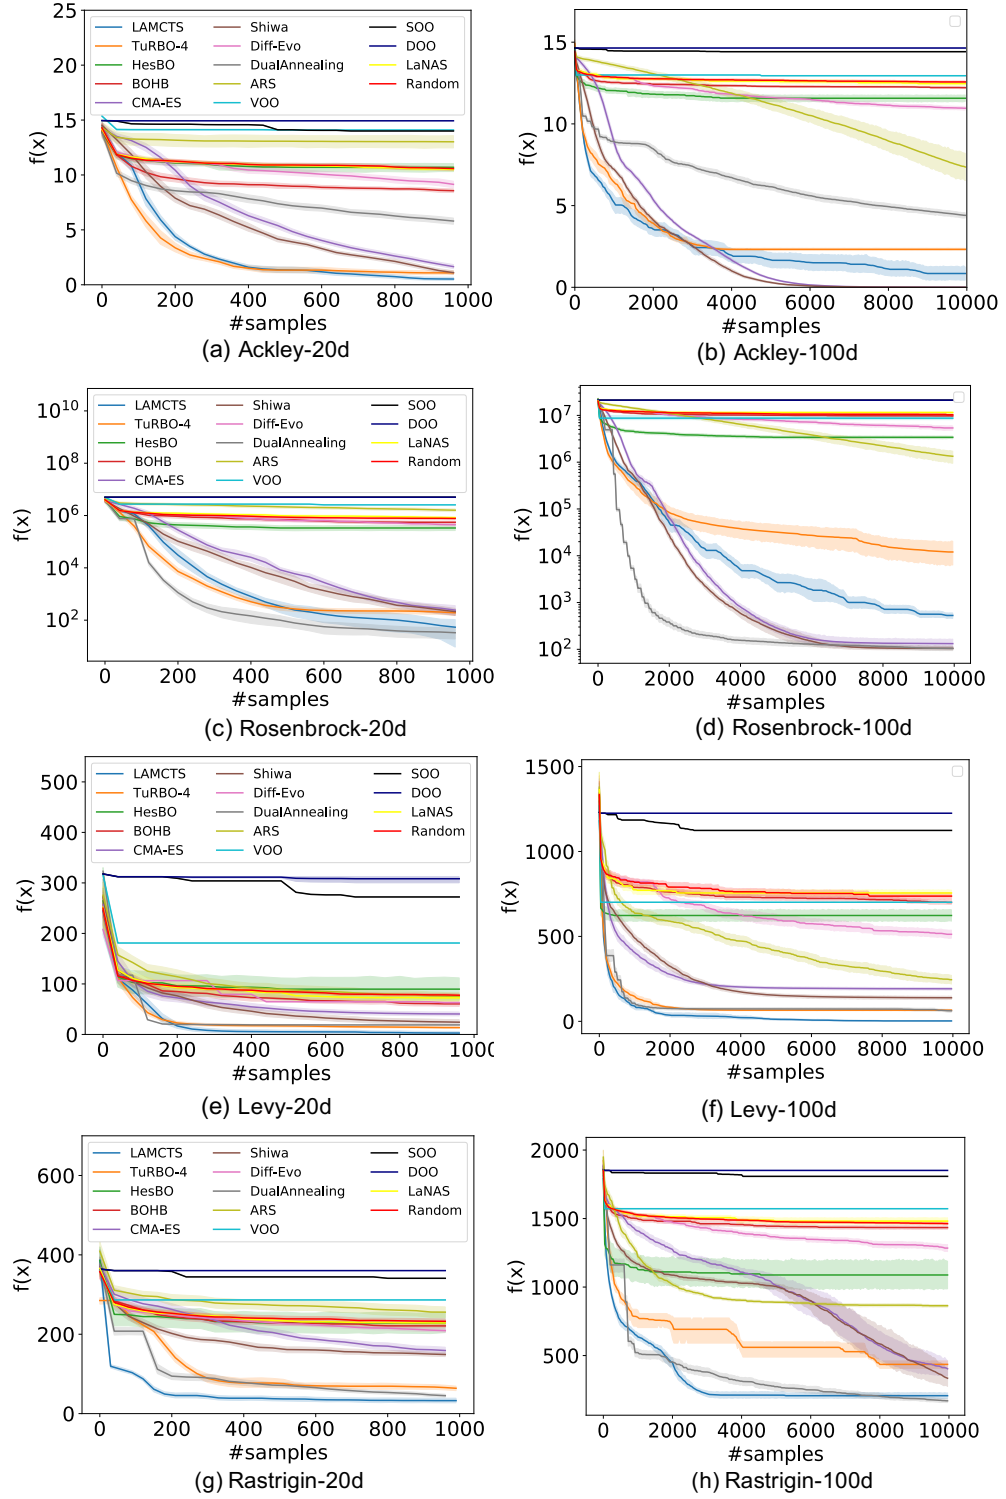 25
20
15
10
5
0
f(x)
LAMCTS
TuRBO-4
HesBO
BOHB
CMA-ES
Shiwa
Diff-Evo
DualAnnealing
ARS
VOO
SOO
DOO
LaNAS
Random
0 200 400 600 800 1000
#samples
(a) Ackley-20d
15
10
5
0
f(x)
0 2000 4000 6000 8000 10000
#samples
(b) Ackley-100d
10^10
10^8
10^6
10^4
10^2
f(x)
LAMCTS
TuRBO-4
HesBO
BOHB
CMA-ES
Shiwa
Diff-Evo
DualAnnealing
ARS
VOO
SOO
DOO
LaNAS
Random
0 200 400 600 800 1000
#samples
(c) Rosenbrock-20d
10^7
10^6
10^5
10^4
10^3
10^2
f(x)
0 2000 4000 6000 8000 10000
#samples
(d) Rosenbrock-100d
500
400
300
200
100
0
f(x)
LAMCTS
TuRBO-4
HesBO
BOHB
CMA-ES
Shiwa
Diff-Evo
DualAnnealing
ARS
VOO
SOO
DOO
LaNAS
Random
0 200 400 600 800 1000
#samples
(e) Levy-20d
1500
1000
500
0
f(x)
0 2000 4000 6000 8000 10000
#samples
(f) Levy-100d
600
400
200
0
f(x)
LAMCTS
TuRBO-4
HesBO
BOHB
CMA-ES
Shiwa
Diff-Evo
DualAnnealing
ARS
VOO
SOO
DOO
LaNAS
Random
0 200 400 600 800 1000
#samples
(g) Rastrigin-20d
2000
1500
1000
500
f(x)
0 2000 4000 6000 8000 10000
#samples
(h) Rastrigin-100d